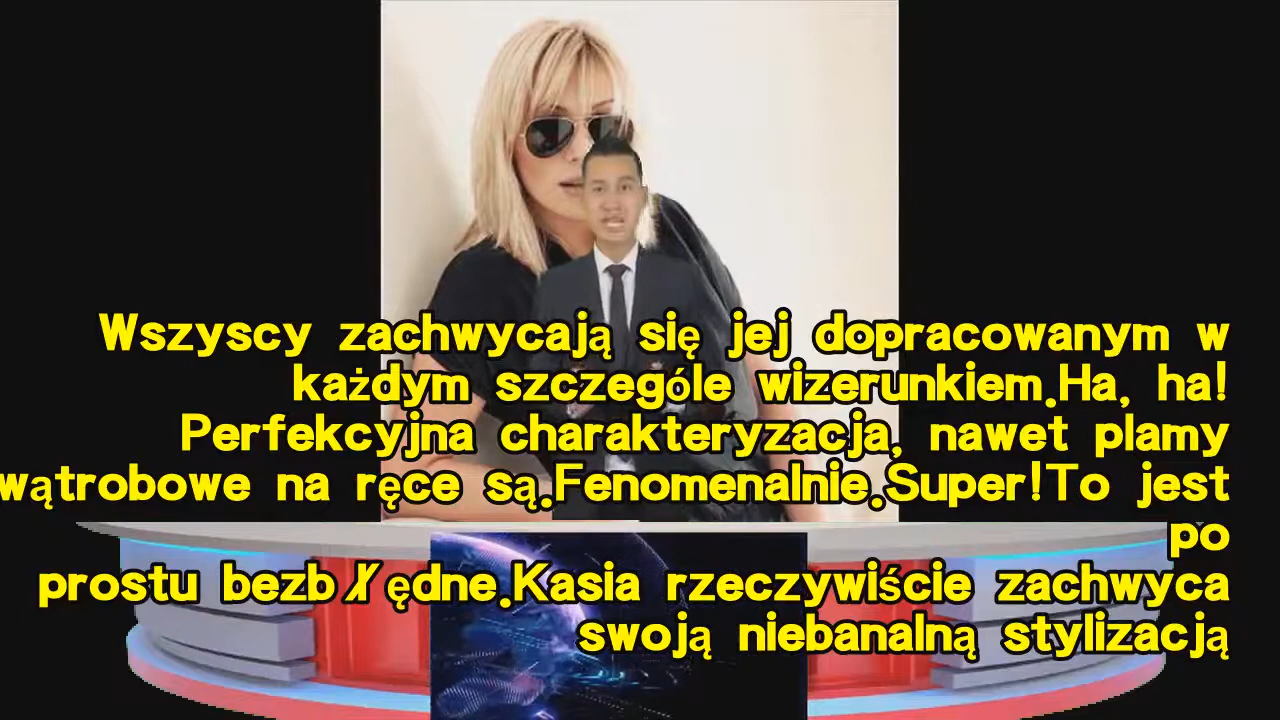 Wszyscy zachwycają się jej dopracowanym w
każdym szczególe wizerunkiem.Ha, ha!
Perfekcyjna charakteryzacja, nawet plamy
wątrobowe na ręce są.Fenomenalnie.Super!To jest
po
prostu bezbłędne.Kasia rzeczywiście zachwyca
swoją niebanalną stylizacją